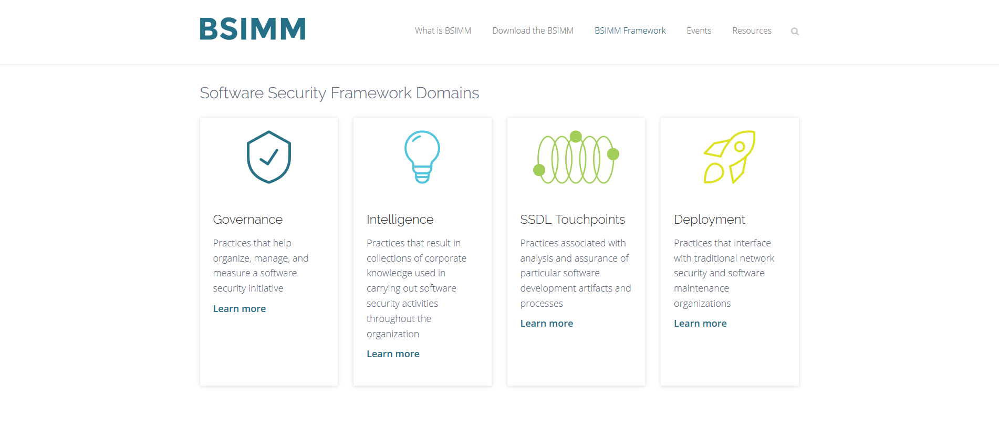 BSIMM
What is BSIMM
Download the BSIMM
BSIMM Framework
Events
Resources
Software Security Framework Domains
Governance
Practices that help
organize, manage, and
measure a software
security initiative
Learn more
Intelligence
Practices that result in
collections of corporate
knowledge used in
carrying out software
security activities
throughout the
organization
Learn more
SSDL Touchpoints
Practices associated with
analysis and assurance of
particular software
development artifacts and
processes
Learn more
Deployment
Practices that interface
with traditional network
security and software
maintenance
organizations
Learn more